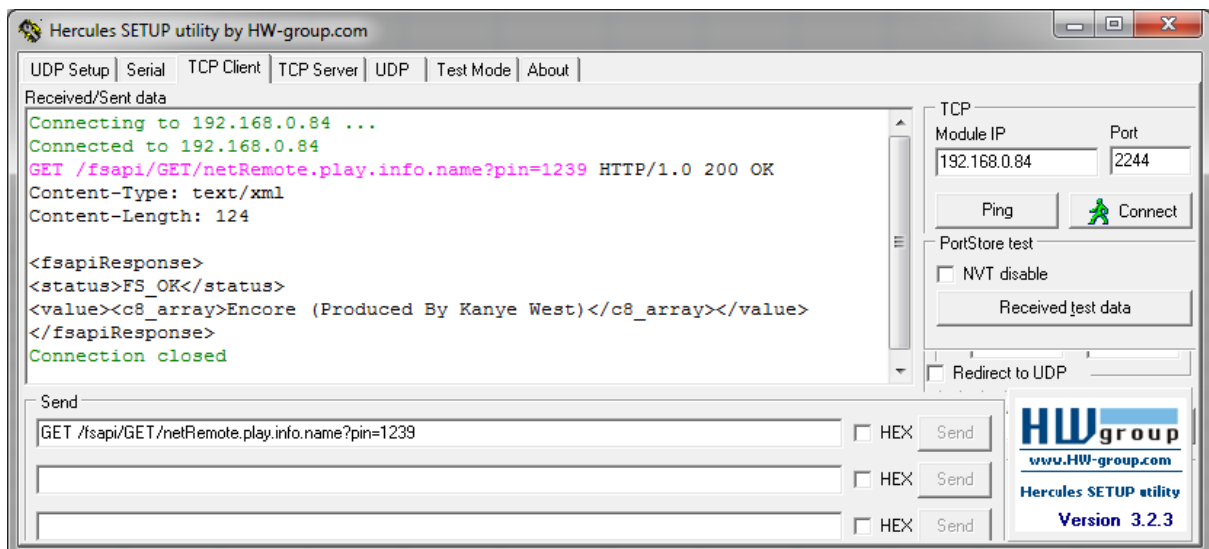 Hercules SETUP utility by HW-group.com
UDP Setup Serial TCP Client TCP Server UDP Test Mode About
Received/Sent data
Connecting to 192.168.0.84 ...
Connected to 192.168.0.84
GET /fsapi/GET/netRemote.play.info.name?pin=1239 HTTP/1.0 200 OK
Content-Type: text/xml
Content-Length: 124
<fsapiResponse>
<status>FS_OK</status>
<value><c8_array>Encore (Produced By Kanye West)</c8_array></value>
</fsapiResponse>
Connection closed
TCP
Module IP Port
192.168.0.84 2244
Ping Connect
PortStore test
NVT disable
Received test data
Redirect to UDP
Send
GET /fsapi/GET/netRemote.play.info.name?pin=1239 HEX Send
HEX Send
HEX Send
HW group
www.HW-group.com
Hercules SETUP utility
Version 3.2.3